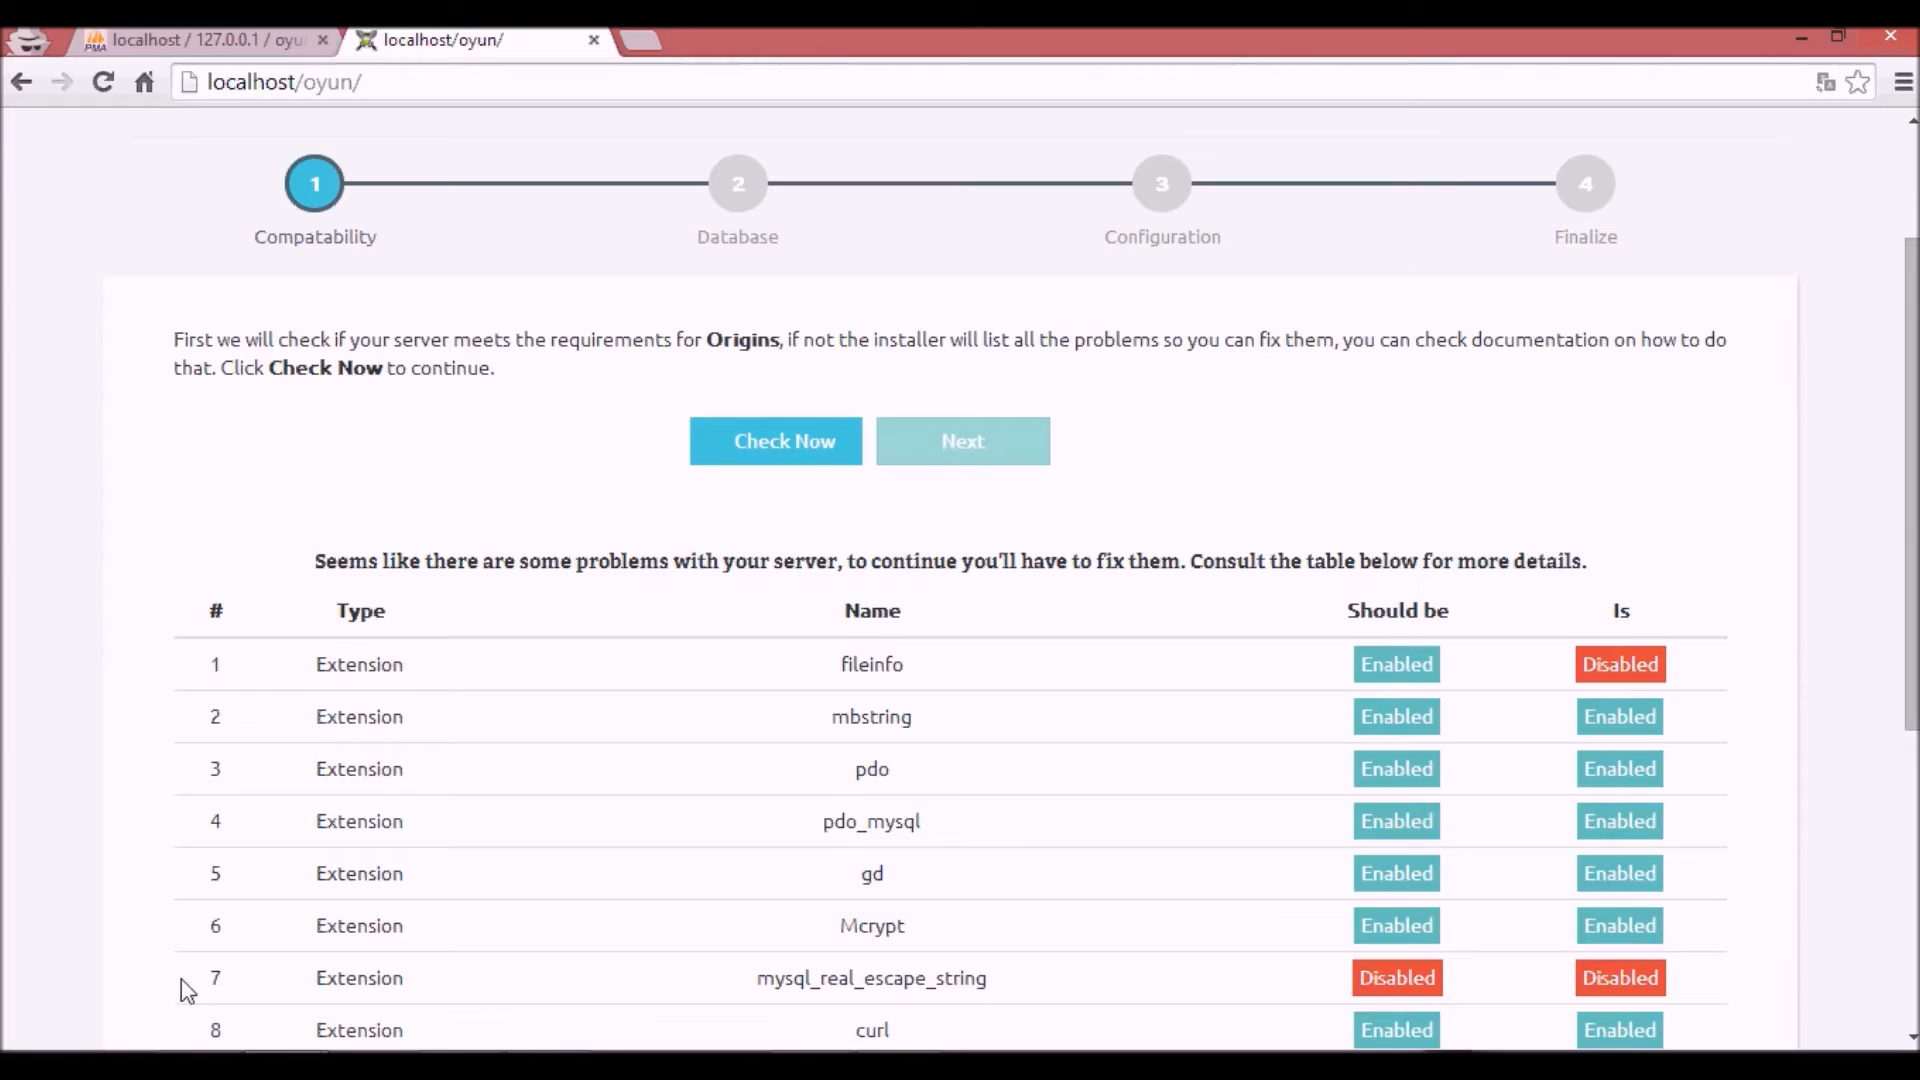 PMA localhost / 127.0.0.1 / oyu
localhost/oyun/
localhost/oyun/
1
2
3
4
Compatability
Database
Configuration
Finalize
First we will check if your server meets the requirements for Origins, if not the installer will list all the problems so you can fix them, you can check documentation on how to do
that. Click Check Now to continue.
Check Now
Next
Seems like there are some problems with your server, to continue you'll have to fix them. Consult the table below for more details.
# Type Name Should be Is
1 Extension fileinfo Enabled Disabled
2 Extension mbstring Enabled Enabled
3 Extension pdo Enabled Enabled
4 Extension pdo_mysql Enabled Enabled
5 Extension gd Enabled Enabled
6 Extension Mcrypt Enabled Enabled
7 Extension mysql_real_escape_string Disabled Disabled
8 Extension curl Enabled Enabled